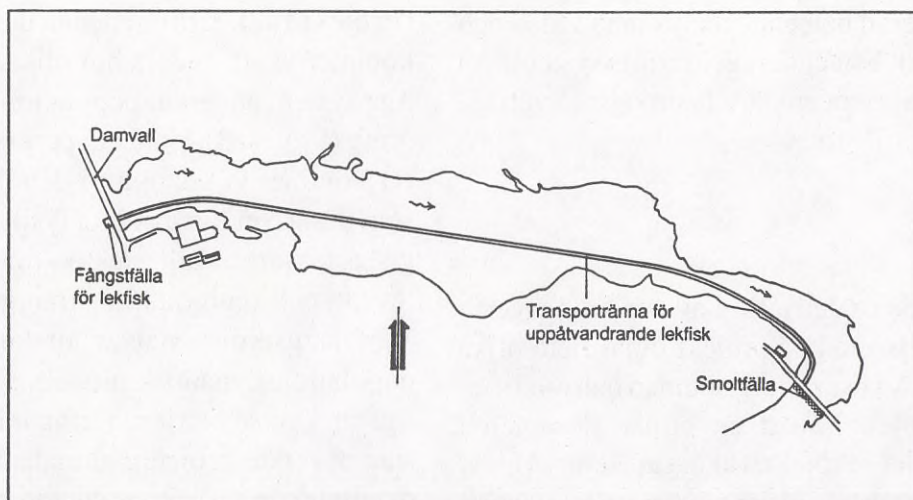 Damvall
Fångstfälla
för lekfisk
Transportränna för
uppåtvandrande lekfisk
Smoltfälla